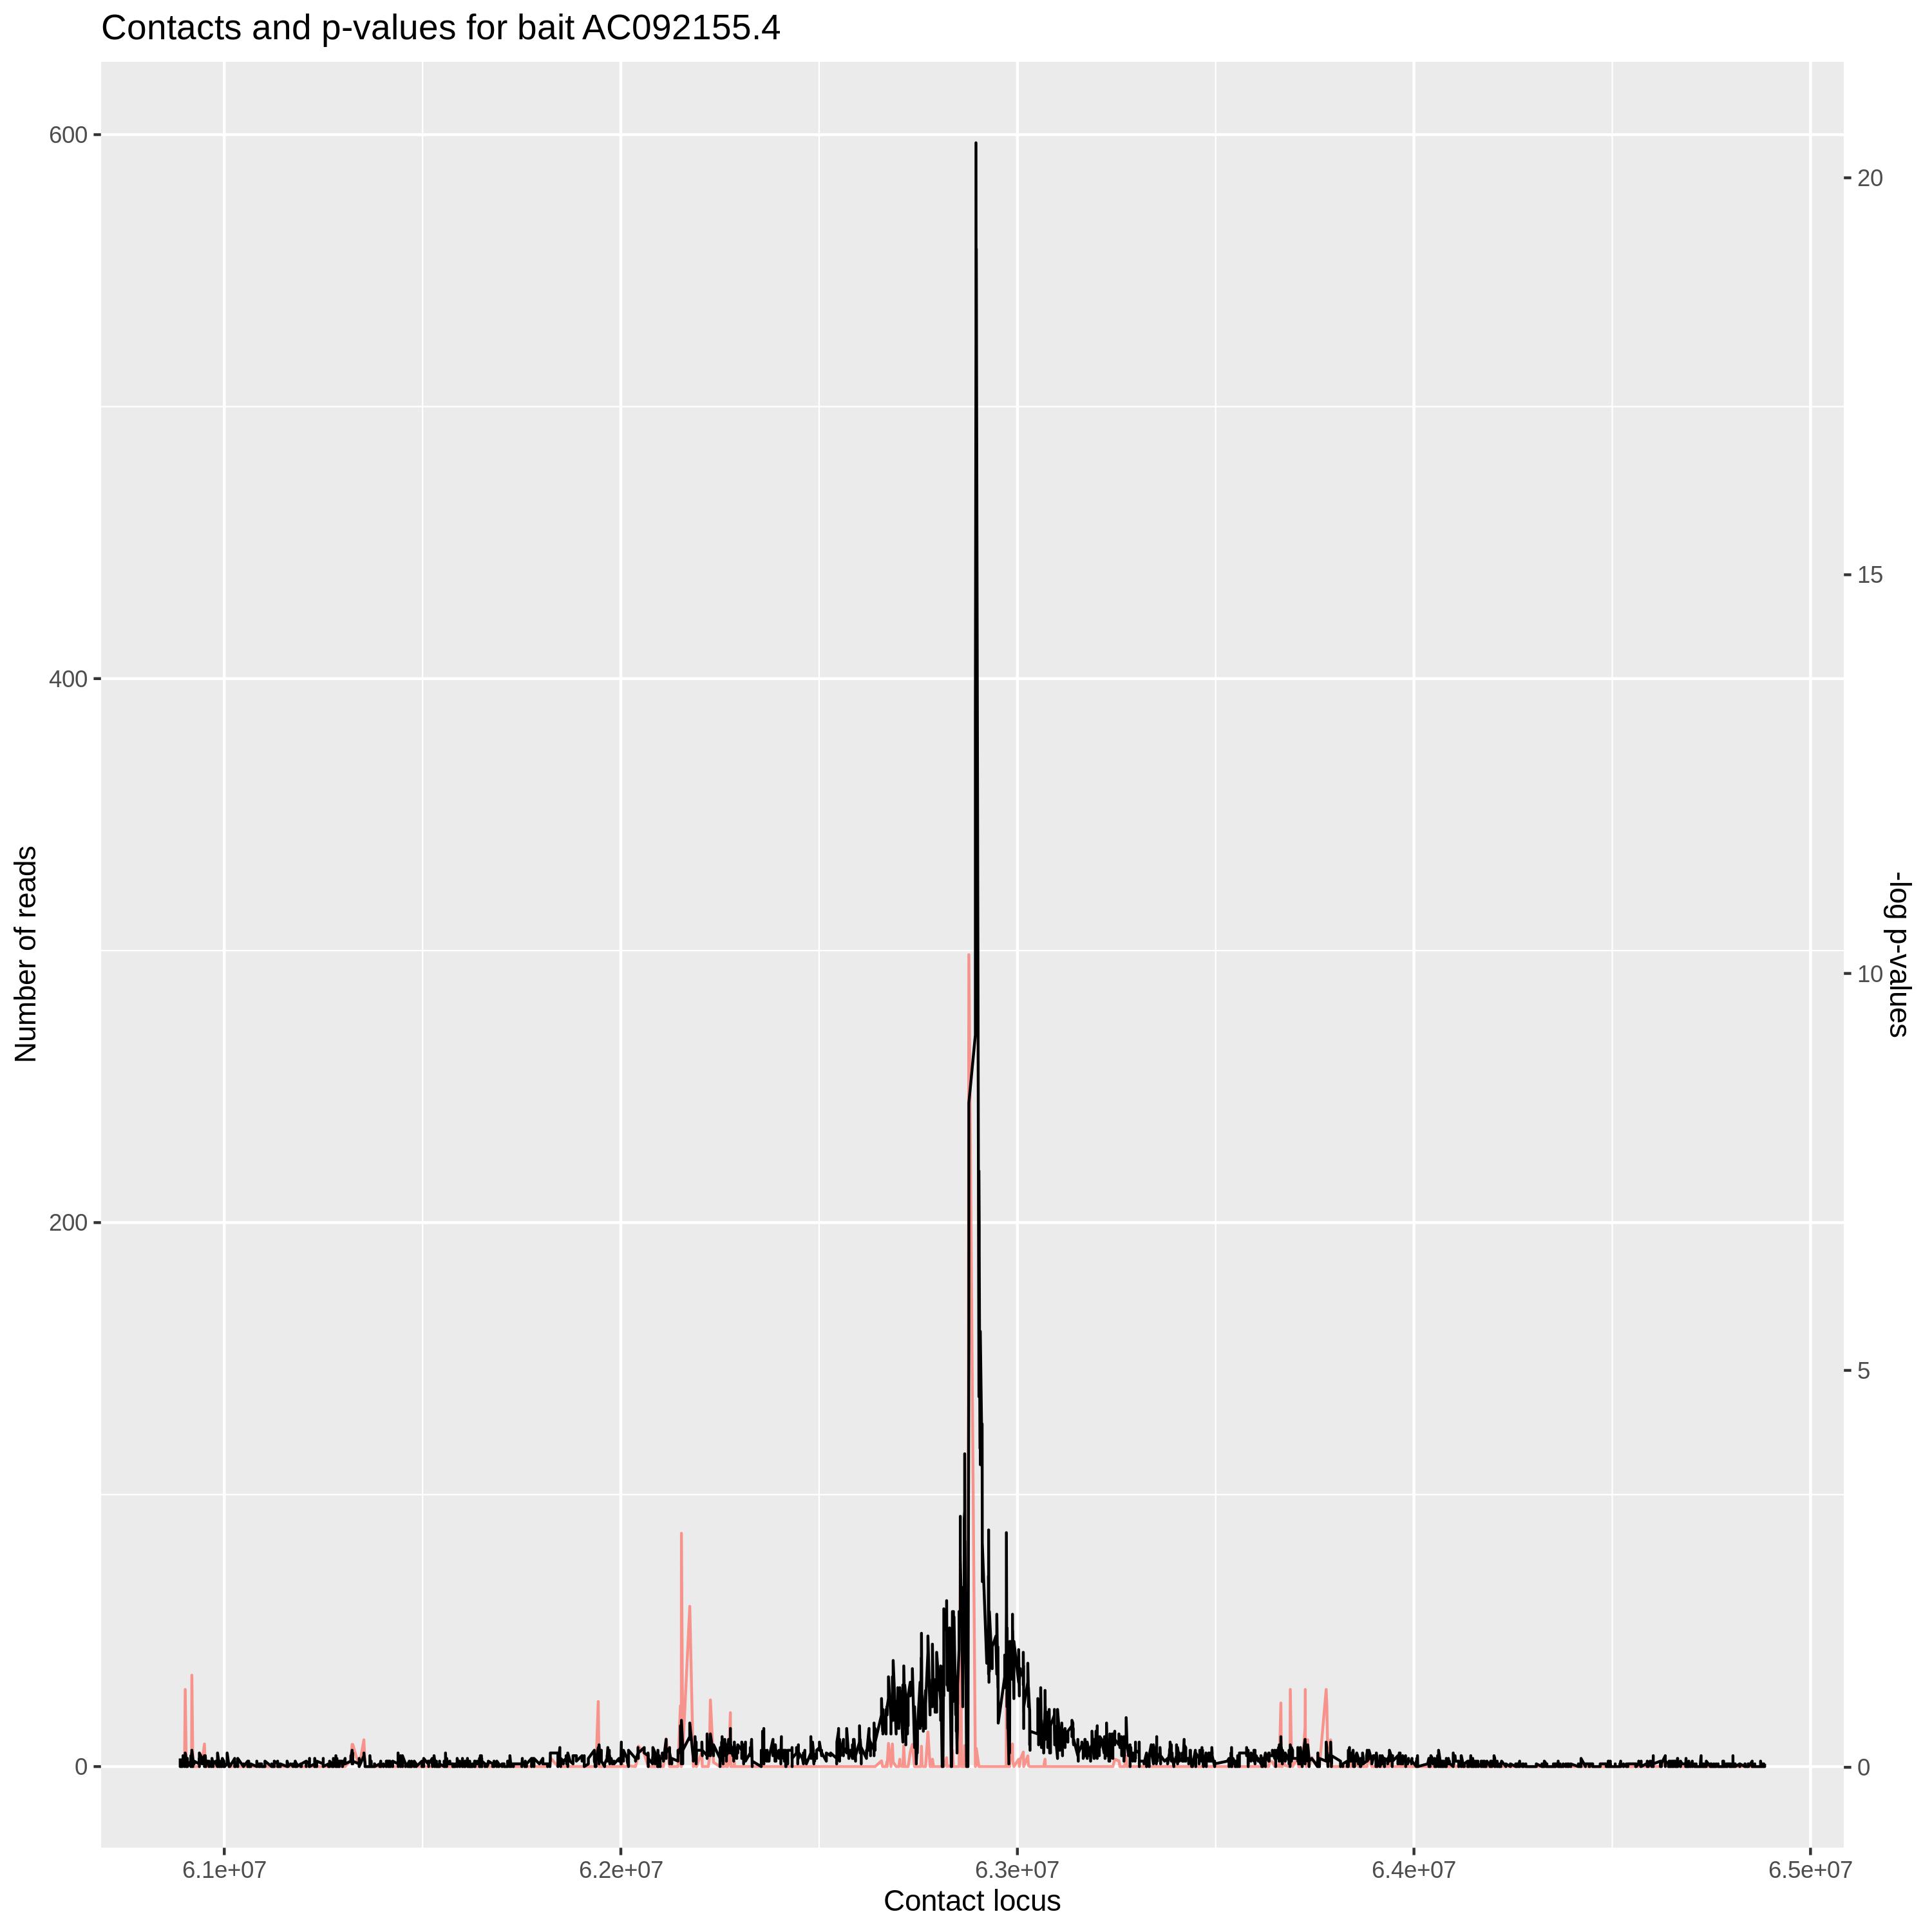 Contacts and p-values for bait AC092155.4
600
400
200
0
Number of reads
20
15
10
5
0
-log p-values
6.1e+07
6.2e+07
6.3e+07
6.4e+07
6.5e+07
Contact locus